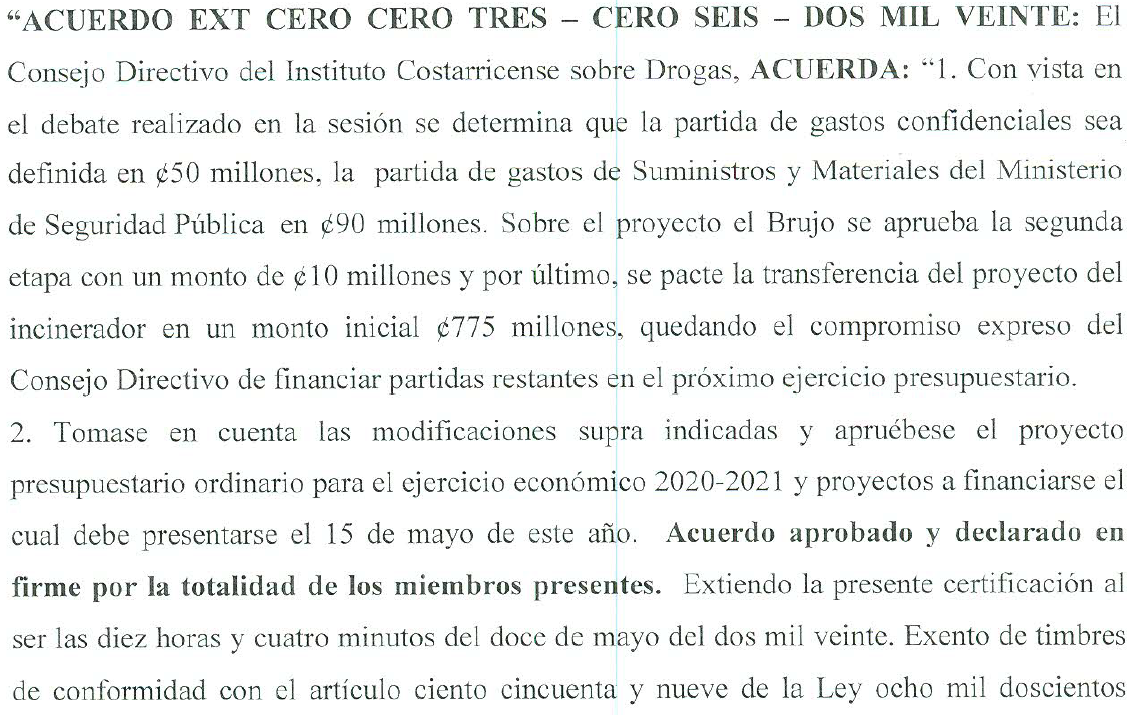 “ACUERDO EXT CERO CERO TRES – CERO SEIS – DOS MIL VEINTE: El
Consejo Directivo del Instituto Costarricense sobre Drogas, ACUERDA: “1. Con vista en
el debate realizado en la sesión se determina que la partida de gastos confidenciales sea
definida en ₡50 millones, la partida de gastos de Suministros y Materiales del Ministerio
de Seguridad Pública en ₡90 millones. Sobre el proyecto el Brujo se aprueba la segunda
etapa con un monto de ₡10 millones y por último, se pacte la transferencia del proyecto del
incinerador en un monto inicial ₡775 millones, quedando el compromiso expreso del
Consejo Directivo de financiar partidas restantes en el próximo ejercicio presupuestario.
2. Tomase en cuenta las modificaciones supra indicadas y apruébese el proyecto
presupuestario ordinario para el ejercicio económico 2020-2021 y proyectos a financiarse el
cual debe presentarse el 15 de mayo de este año. Acuerdo aprobado y declarado en
firme por la totalidad de los miembros presentes. Extiendo la presente certificación al
ser las diez horas y cuatro minutos del doce de mayo del dos mil veinte. Exento de timbres
de conformidad con el artículo ciento cincuenta y nueve de la Ley ocho mil doscientos